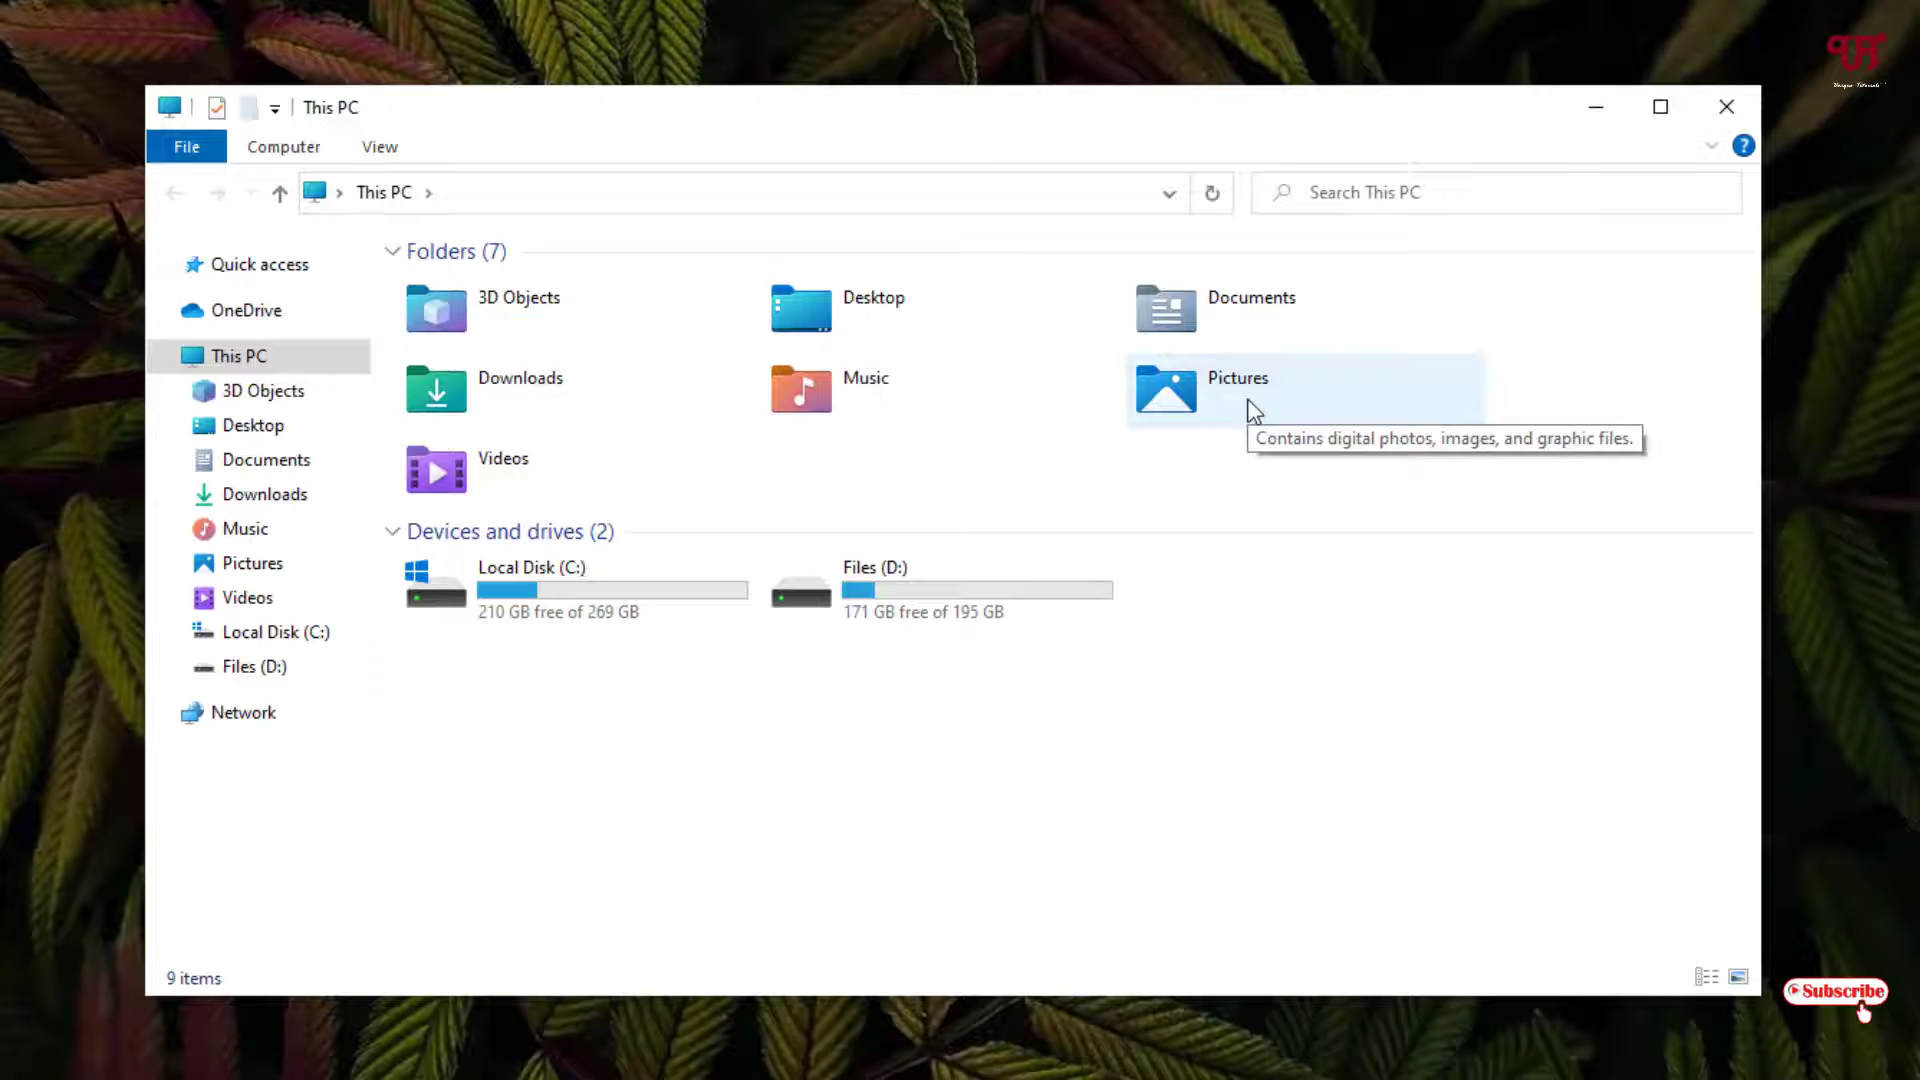 This PC
File
Computer
View
This PC
Search This PC
Quick access
OneDrive
This PC
3D Objects
Desktop
Documents
Downloads
Music
Pictures
Videos
Local Disk (C:)
Files (D:)
Network
Folders (7)
3D Objects
Desktop
Documents
Downloads
Music
Pictures
Contains digital photos, images, and graphic files.
Videos
Devices and drives (2)
Local Disk (C:)
210 GB free of 269 GB
Files (D:)
171 GB free of 195 GB
9 items
Subscribe